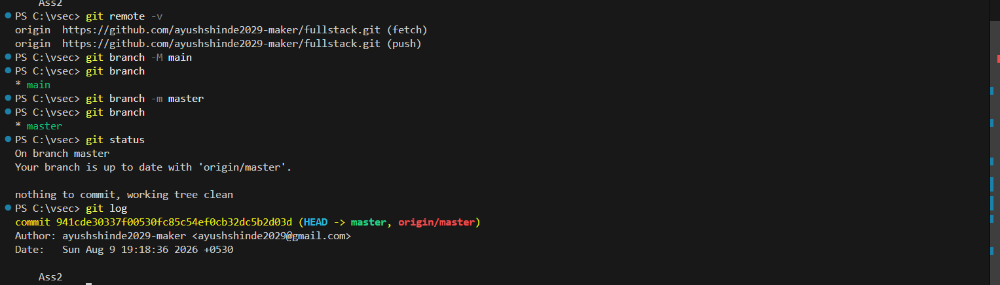 Ass2
PS C:\vsec> git remote -v
origin  https://github.com/ayushshinde2029-maker/fullstack.git (fetch)
origin  https://github.com/ayushshinde2029-maker/fullstack.git (push)
PS C:\vsec> git branch -M main
PS C:\vsec> git branch
* main
PS C:\vsec> git branch -m master
PS C:\vsec> git branch
* master
PS C:\vsec> git status
On branch master
Your branch is up to date with 'origin/master'.
nothing to commit, working tree clean
PS C:\vsec> git log
commit 941cde30337f00530fc85c54ef0cb32dc5b2d03d (HEAD -> master, origin/master)
Author: ayushshinde2029-maker <ayushshinde2029@gmail.com>
Date:   Sun Aug 9 19:18:36 2026 +0530
Ass2